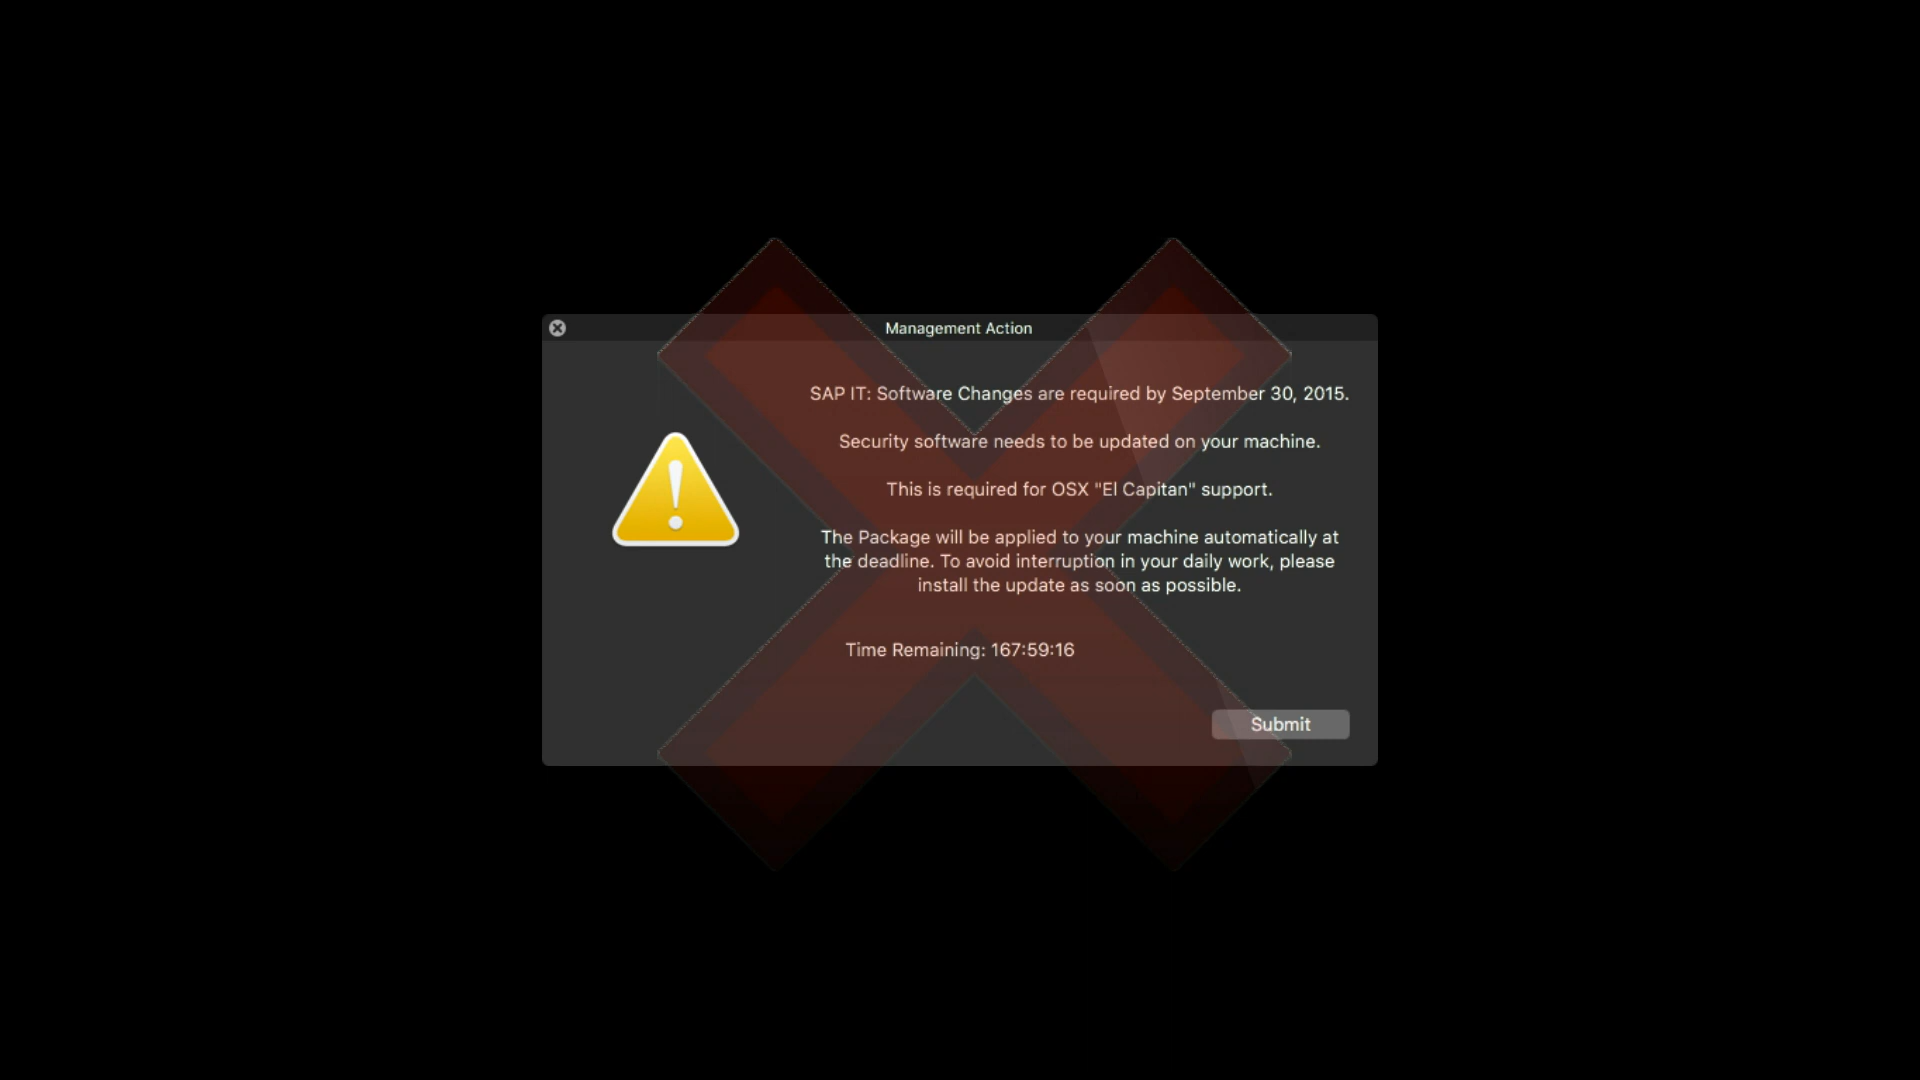 Management Action
SAP IT: Software Changes are required by September 30, 2015.
Security software needs to be updated on your machine.
This is required for OSX "El Capitan" support.
The Package will be applied to your machine automatically at
the deadline. To avoid interruption in your daily work, please
install the update as soon as possible.
Time Remaining: 167:59:16
Submit